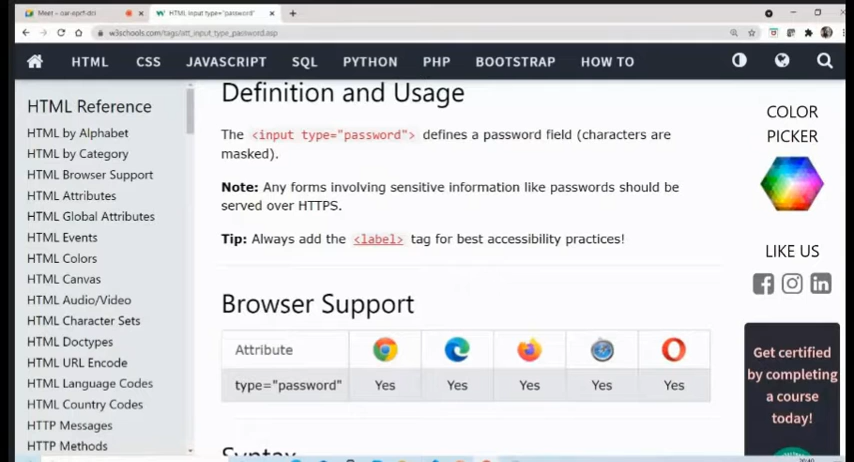 Meet – oar-epcf-dci
HTML input type="password"
w3schools.com/tags/att_input_type_password.asp
HTML CSS JAVASCRIPT SQL PYTHON PHP BOOTSTRAP HOW TO
HTML Reference
HTML by Alphabet
HTML by Category
HTML Browser Support
HTML Attributes
HTML Global Attributes
HTML Events
HTML Colors
HTML Canvas
HTML Audio/Video
HTML Character Sets
HTML Doctypes
HTML URL Encode
HTML Language Codes
HTML Country Codes
HTTP Messages
HTTP Methods
Definition and Usage
The <input type="password"> defines a password field (characters are
masked).
Note: Any forms involving sensitive information like passwords should be
served over HTTPS.
Tip: Always add the <label> tag for best accessibility practices!
Browser Support
Attribute
type="password" Yes Yes Yes Yes Yes
Syntax
COLOR
PICKER
LIKE US
Get certified
by completing
a course
today!
20:40